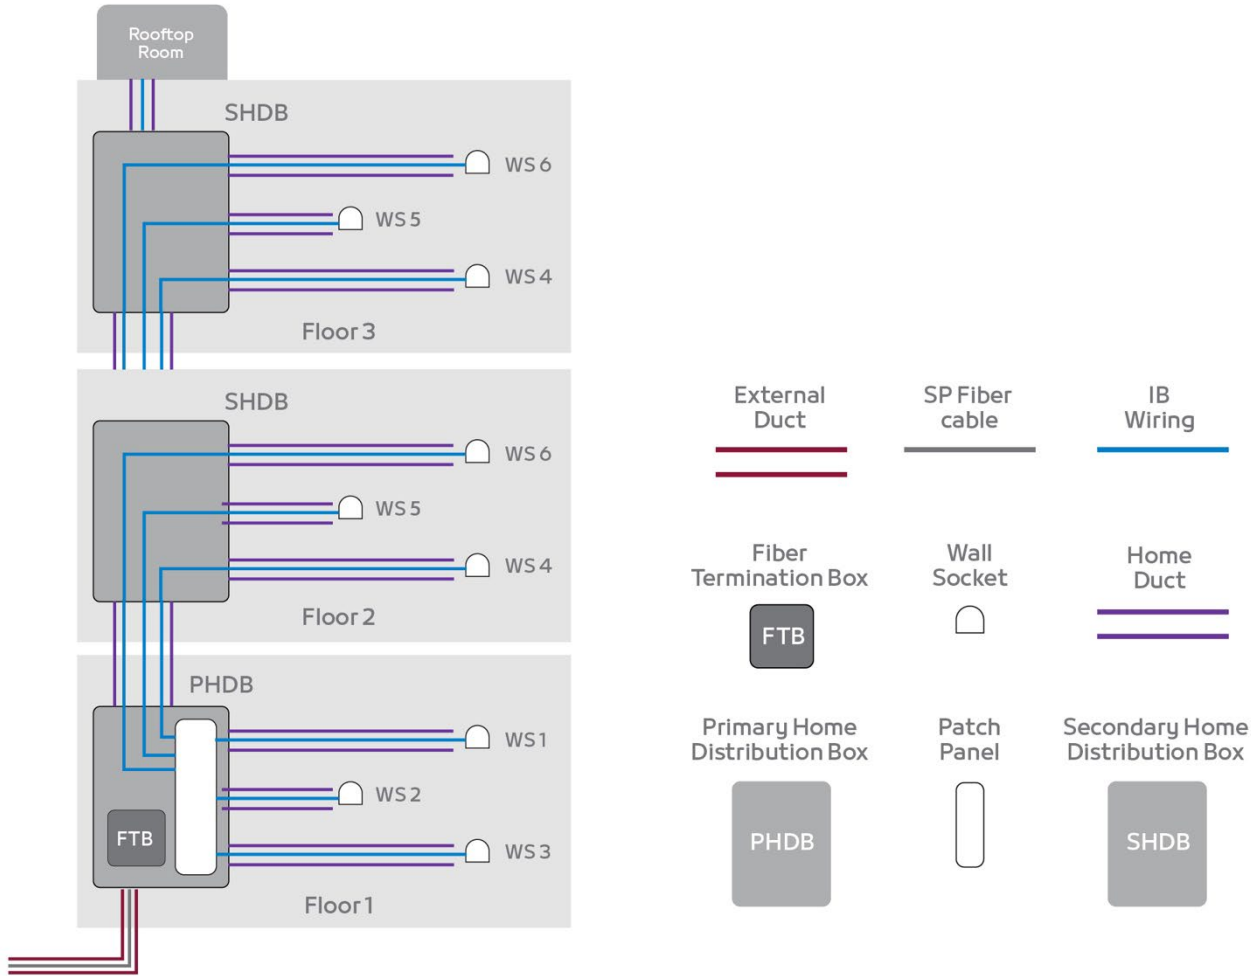 Rooftop
Room
SHDB
WS 6
WS 5
WS 4
Floor 3
SHDB
WS 6
WS 5
WS 4
Floor 2
PHDB
WS 1
WS 2
FTB
WS 3
Floor 1
External
Duct
SP Fiber
cable
IB
Wiring
Fiber
Termination Box
FTB
Wall
Socket
Home
Duct
Primary Home
Distribution Box
PHDB
Patch
Panel
Secondary Home
Distribution Box
SHDB